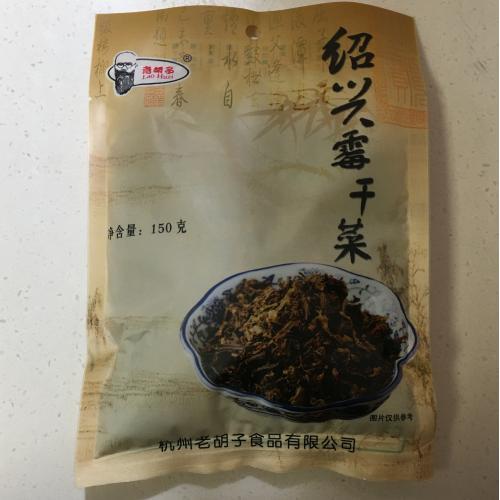 老胡子
Lao Huzi
®
绍兴霉干菜
净含量：150克
图片仅供参考
杭州老胡子食品有限公司